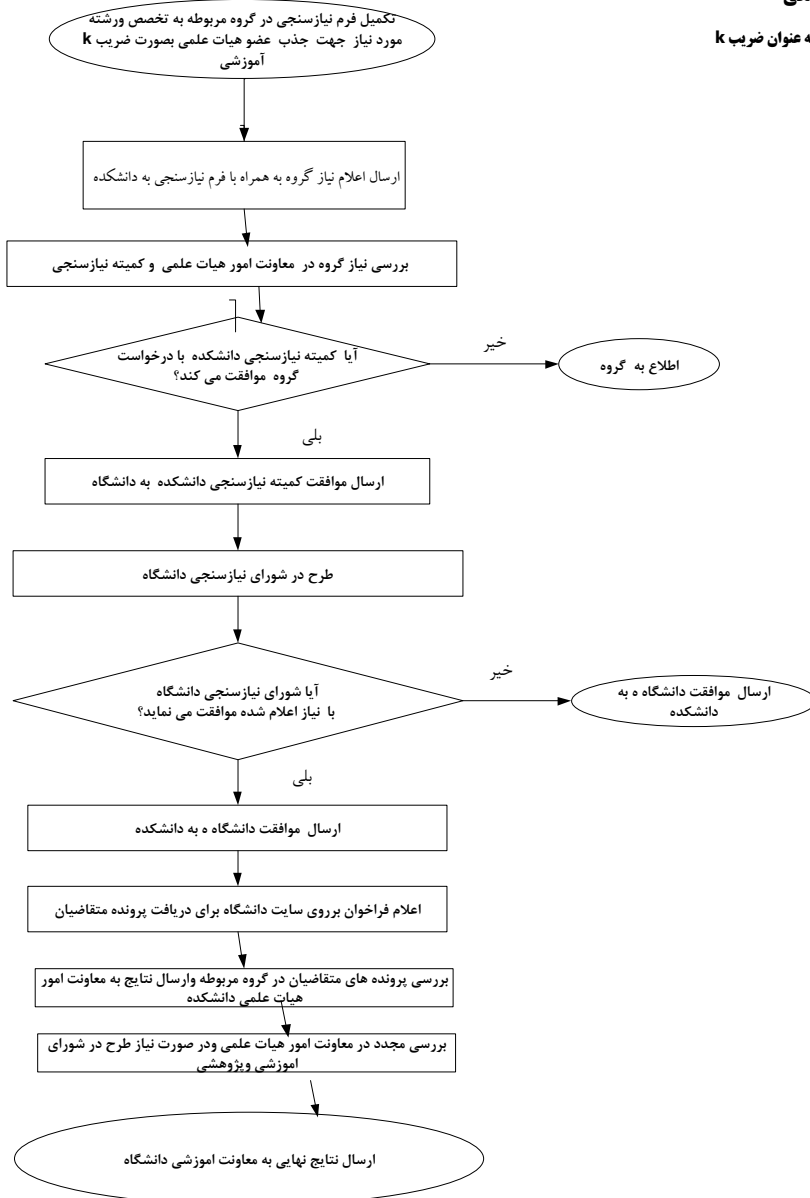 به عنوان ضریب k
تکمیل فرم نیازسنجی در گروه مربوطه به تخصص ورشته
مورد نیاز جهت جذب عضو هیات علمی بصورت ضریب k
آموزشی
ارسال اعلام نیاز گروه به همراه با فرم نیازسنجی به دانشکده
بررسی نیاز گروه در معاونت امور هیات علمی و کمیته نیازسنجی
آیا کمیته نیازسنجی دانشکده با درخواست
گروه موافقت می کند؟
خیر
اطلاع به گروه
بلی
ارسال موافقت کمیته نیازسنجی دانشکده به دانشگاه
طرح در شورای نیازسنجی دانشگاه
آیا شورای نیازسنجی دانشگاه
با نیاز اعلام شده موافقت می نماید؟
خیر
ارسال موافقت دانشگاه ه به
دانشکده
بلی
ارسال موافقت دانشگاه ه به دانشکده
اعلام فراخوان برروی سایت دانشگاه برای دریافت پرونده متقاضیان
بررسی پرونده های متقاضیان در گروه مربوطه وارسال نتایج به معاونت امور
هیات علمی دانشکده
بررسی مجدد در معاونت امور هیات علمی ودر صورت نیاز طرح در شورای
اموزشی وپژوهشی
ارسال نتایج نهایی به معاونت اموزشی دانشگاه